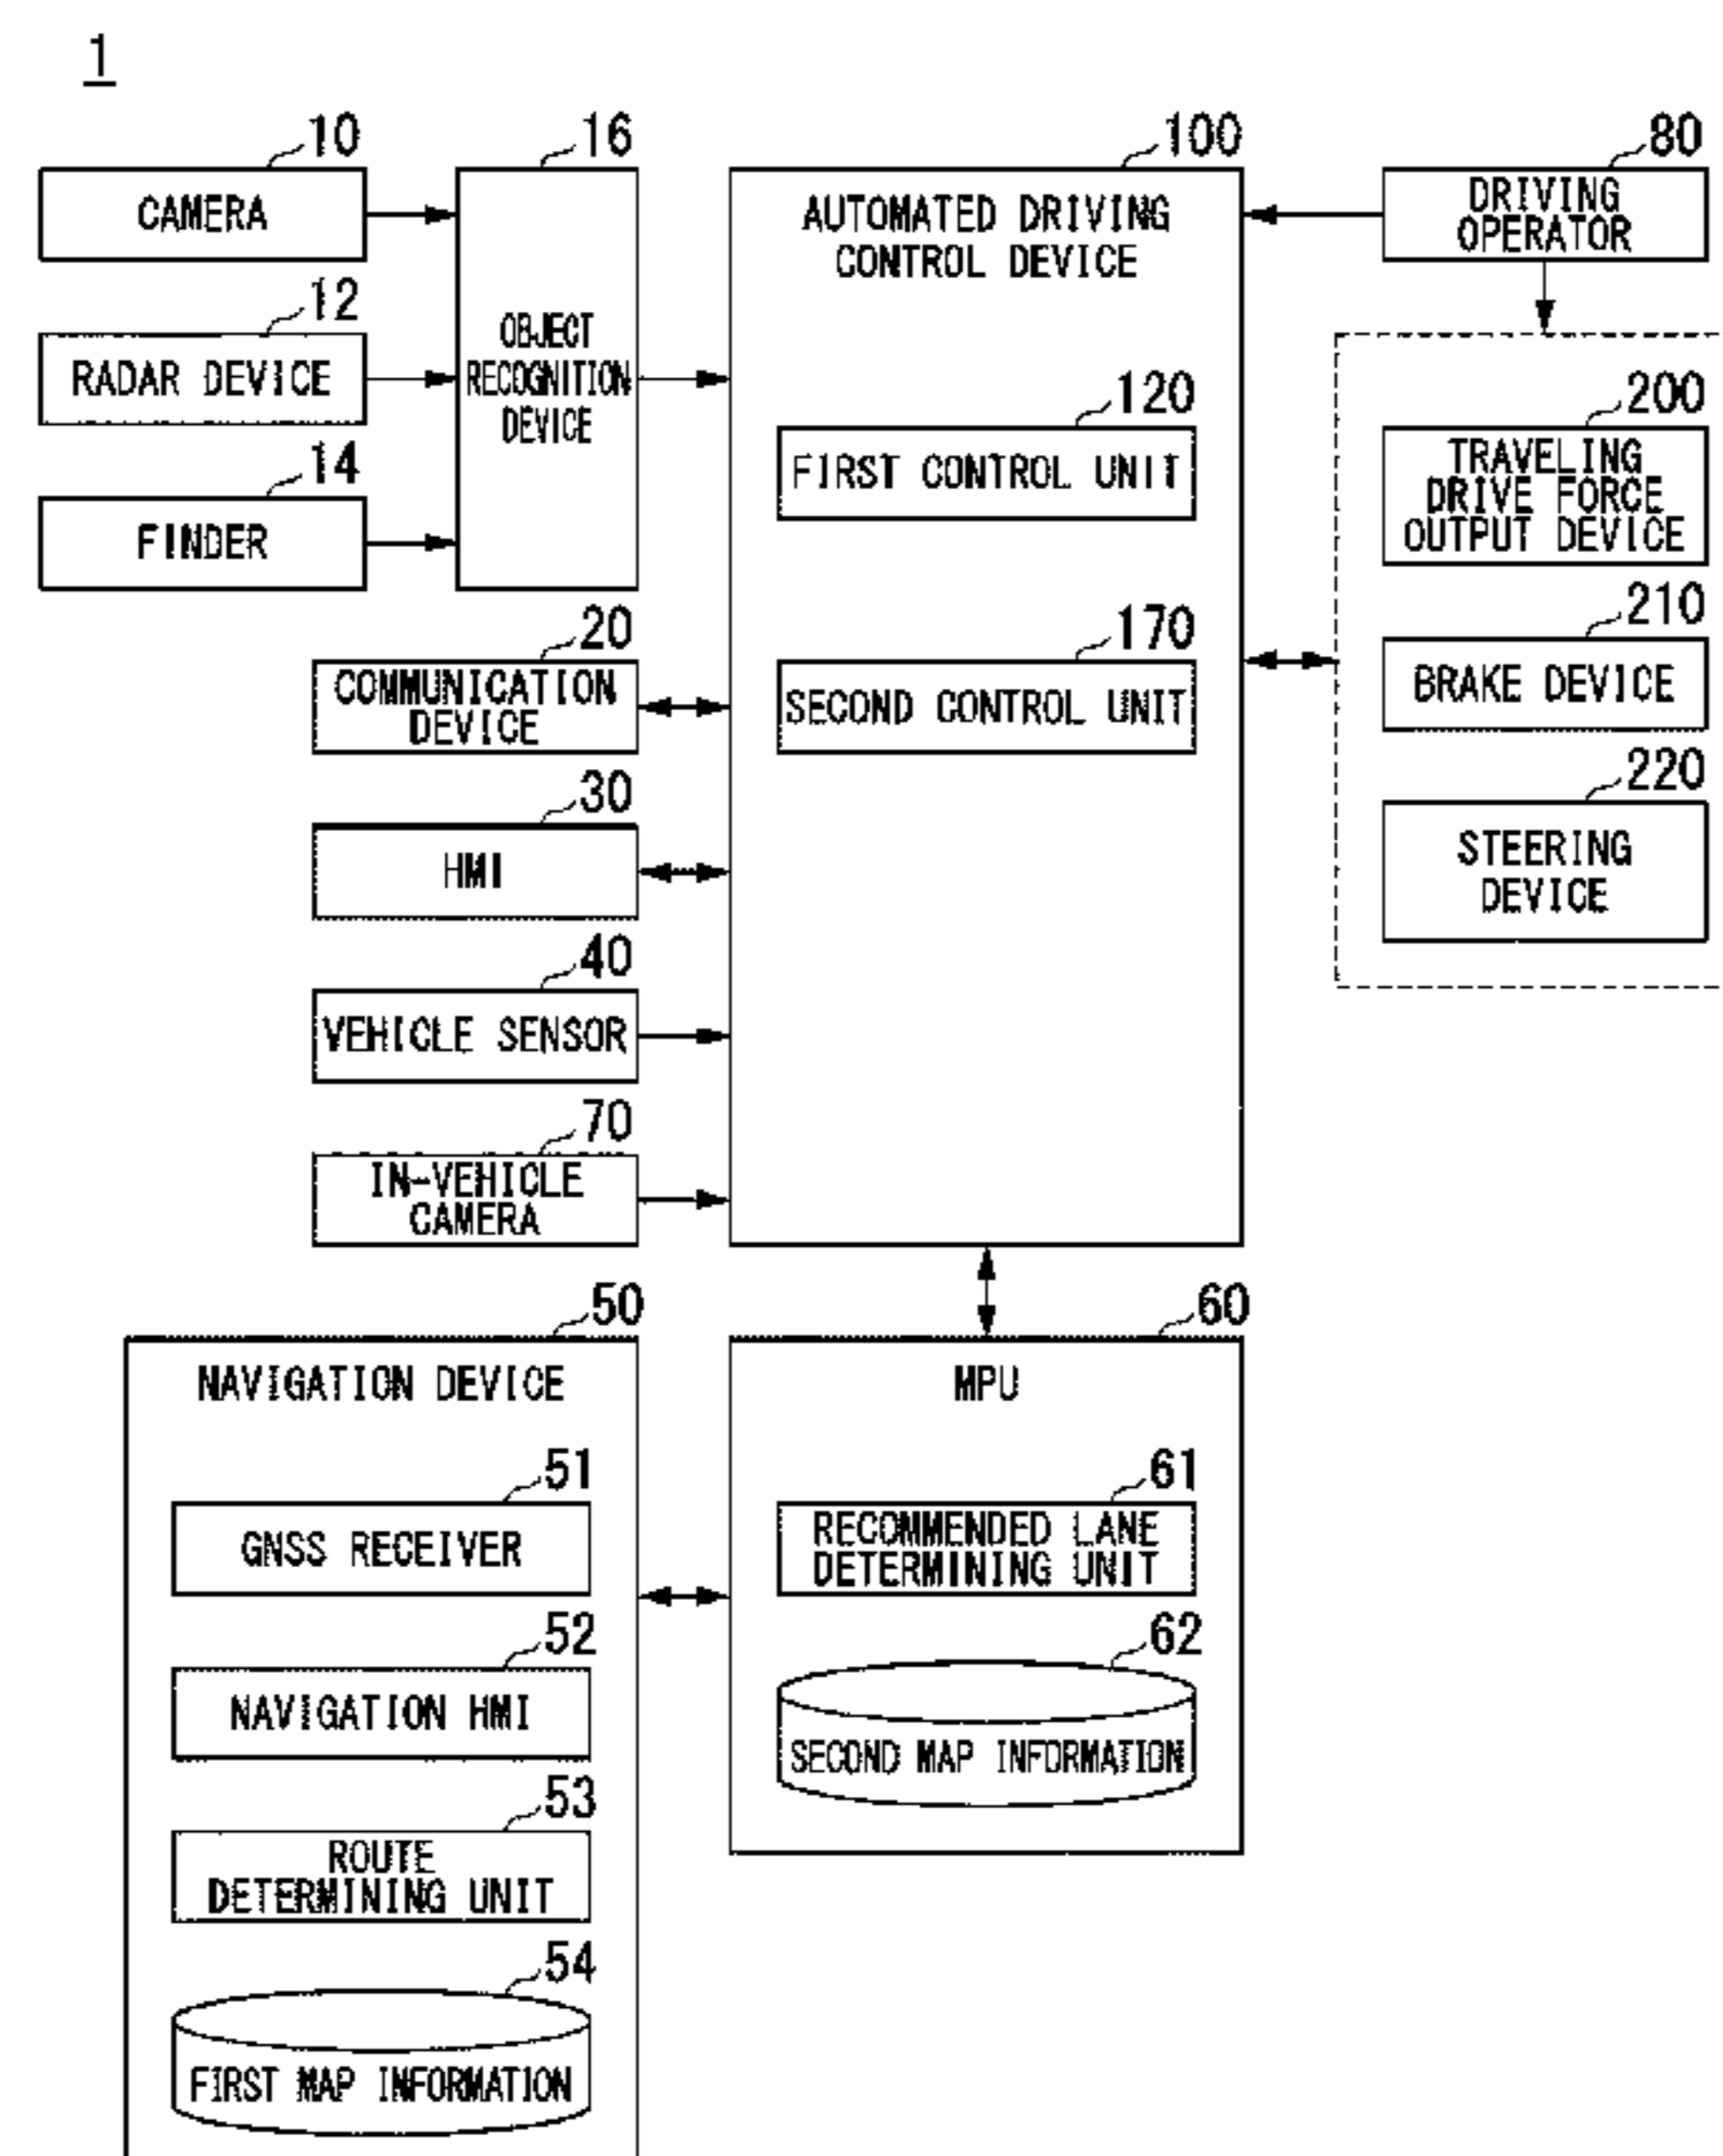 1
10
CAMERA
12
RADAR DEVICE
14
FINDER
16
OBJECT
RECOGNITION
DEVICE
20
COMMUNICATION
DEVICE
30
HMI
40
VEHICLE SENSOR
70
IN-VEHICLE
CAMERA
100
AUTOMATED DRIVING
CONTROL DEVICE
120
FIRST CONTROL UNIT
170
SECOND CONTROL UNIT
80
DRIVING
OPERATOR
200
TRAVELING
DRIVE FORCE
OUTPUT DEVICE
210
BRAKE DEVICE
220
STEERING
DEVICE
50
NAVIGATION DEVICE
51
GNSS RECEIVER
52
NAVIGATION HMI
53
ROUTE
DETERMINING UNIT
54
FIRST MAP INFORMATION
60
MPU
61
RECOMMENDED LANE
DETERMINING UNIT
62
SECOND MAP INFORMATION